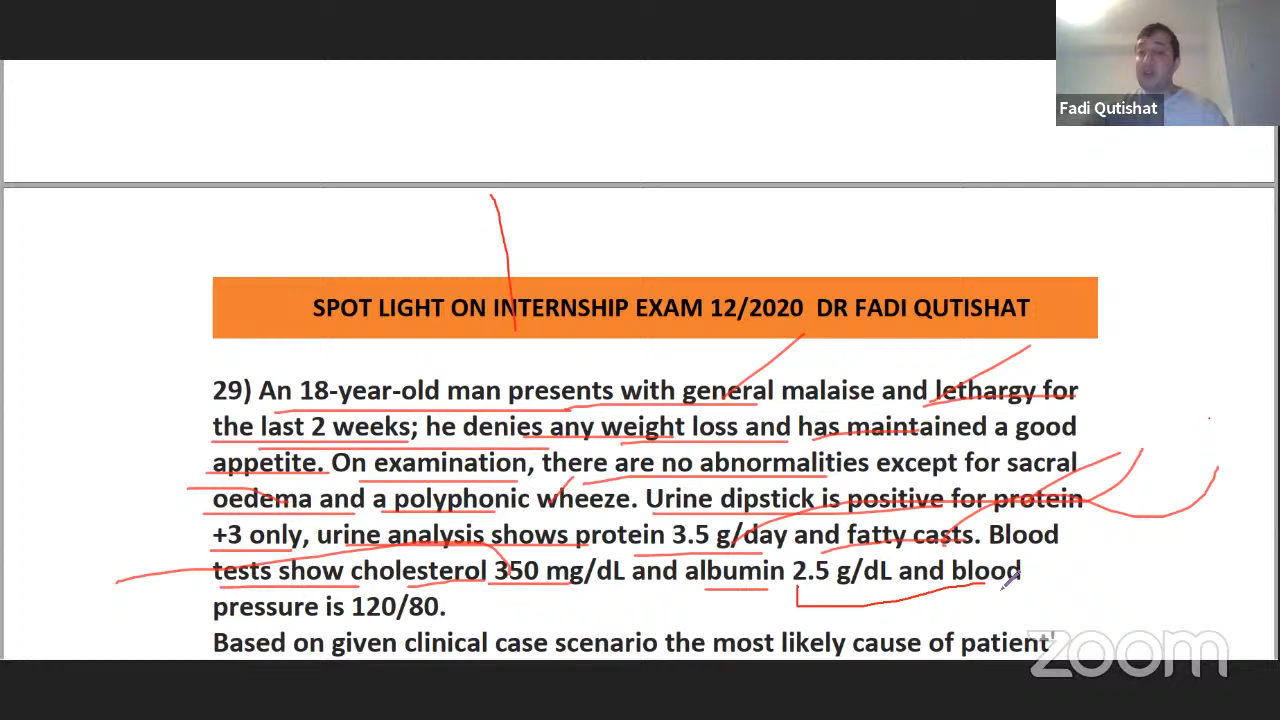 Fadi Qutishat
SPOT LIGHT ON INTERNSHIP EXAM 12/2020 DR FADI QUTISHAT
29) An 18-year-old man presents with general malaise and lethargy for
the last 2 weeks; he denies any weight loss and has maintained a good
appetite. On examination, there are no abnormalities except for sacral
oedema and a polyphonic wheeze. Urine dipstick is positive for protein
+3 only, urine analysis shows protein 3.5 g/day and fatty casts. Blood
tests show cholesterol 350 mg/dL and albumin 2.5 g/dL and blood
pressure is 120/80.
Based on given clinical case scenario the most likely cause of patient'
zoom